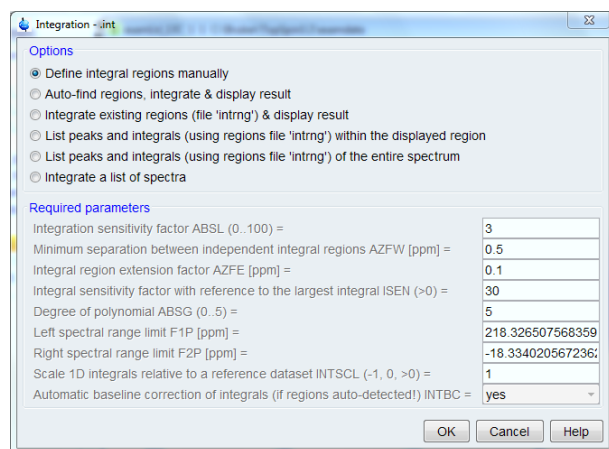 Integration - int
Options
Define integral regions manually
Auto-find regions, integrate & display result
Integrate existing regions (file 'intrng') & display result
List peaks and integrals (using regions file 'intrng') within the displayed region
List peaks and integrals (using regions file 'intrng') of the entire spectrum
Integrate a list of spectra
Required parameters
Integration sensitivity factor ABSL (0..100) = 3
Minimum separation between independent integral regions AZFW [ppm] = 0.5
Integral region extension factor AZFE [ppm] = 0.1
Integral sensitivity factor with reference to the largest integral ISEN (>0) = 30
Degree of polynomial ABSG (0..5) = 5
Left spectral range limit F1P [ppm] = 218.326507568359
Right spectral range limit F2P [ppm] = -18.3340205672362
Scale 1D integrals relative to a reference dataset INTSCL (-1, 0, >0) = 1
Automatic baseline correction of integrals (if regions auto-detected!) INTBC = yes
OK Cancel Help